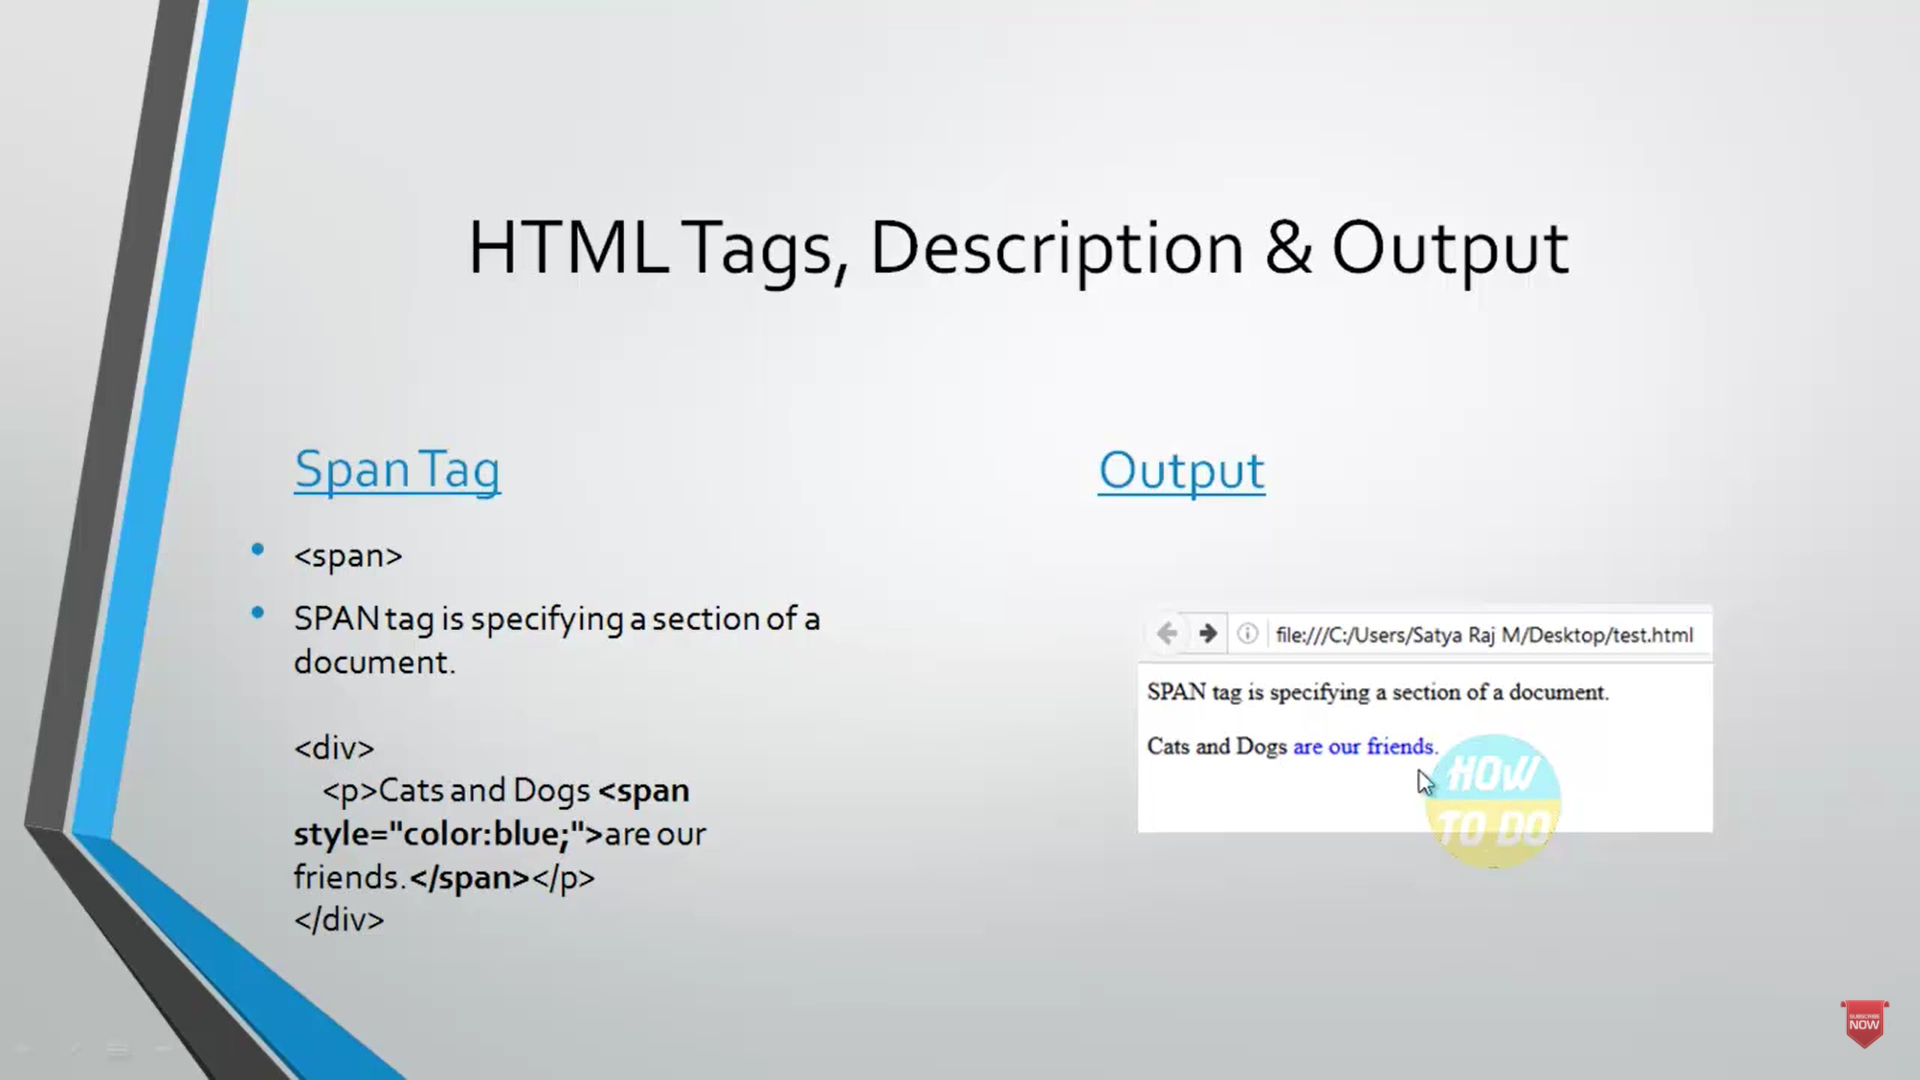 HTML Tags, Description & Output
Span Tag
<span>
SPAN tag is specifying a section of a
document.
<div>
<p>Cats and Dogs <span
style="color:blue;">are our
friends.</span></p>
</div>
Output
file:///C:/Users/Satya Raj M/Desktop/test.html
SPAN tag is specifying a section of a document.
Cats and Dogs are our friends.
HOW
TO DO
SUBSCRIBE
NOW